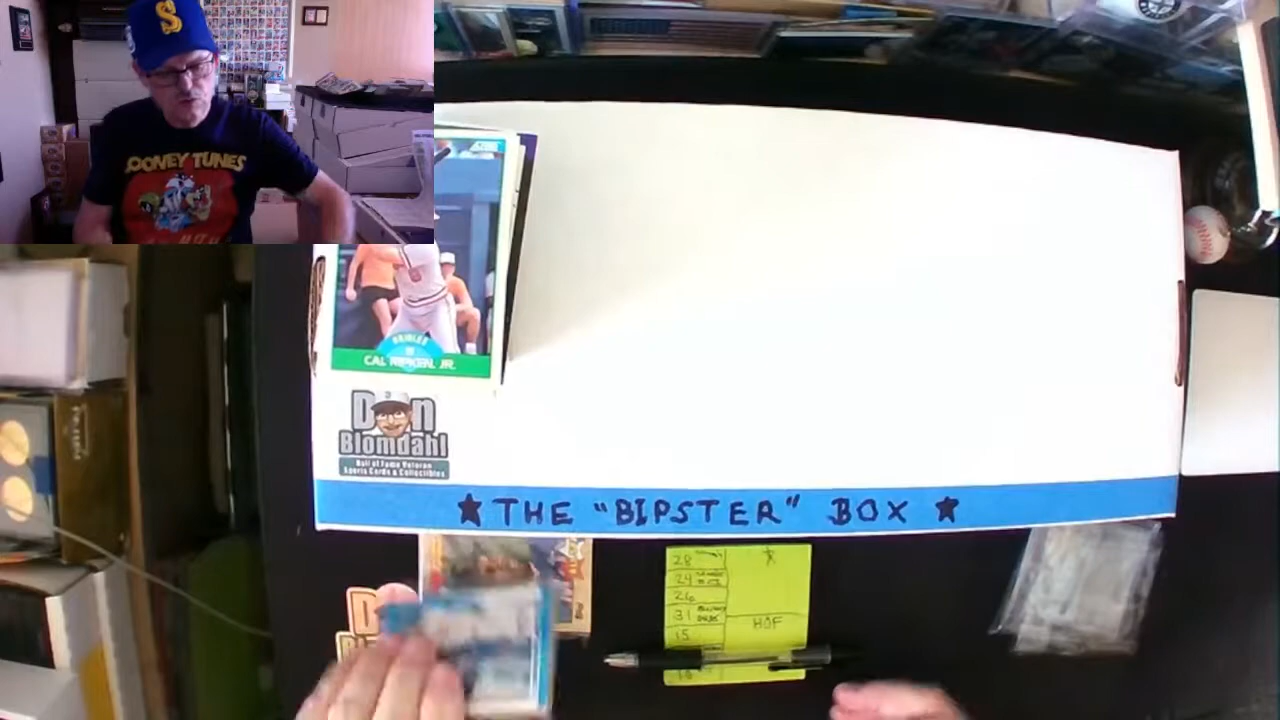 S
LOONEY TUNES
SCORE
ORIOLES
CAL RIPKEN, JR.
Don
Blomdahl
Hall of Fame Veteran
Sports Cards & Collectibles
★ THE "BIPSTER" BOX ★
28
24
26
31
15
HOF